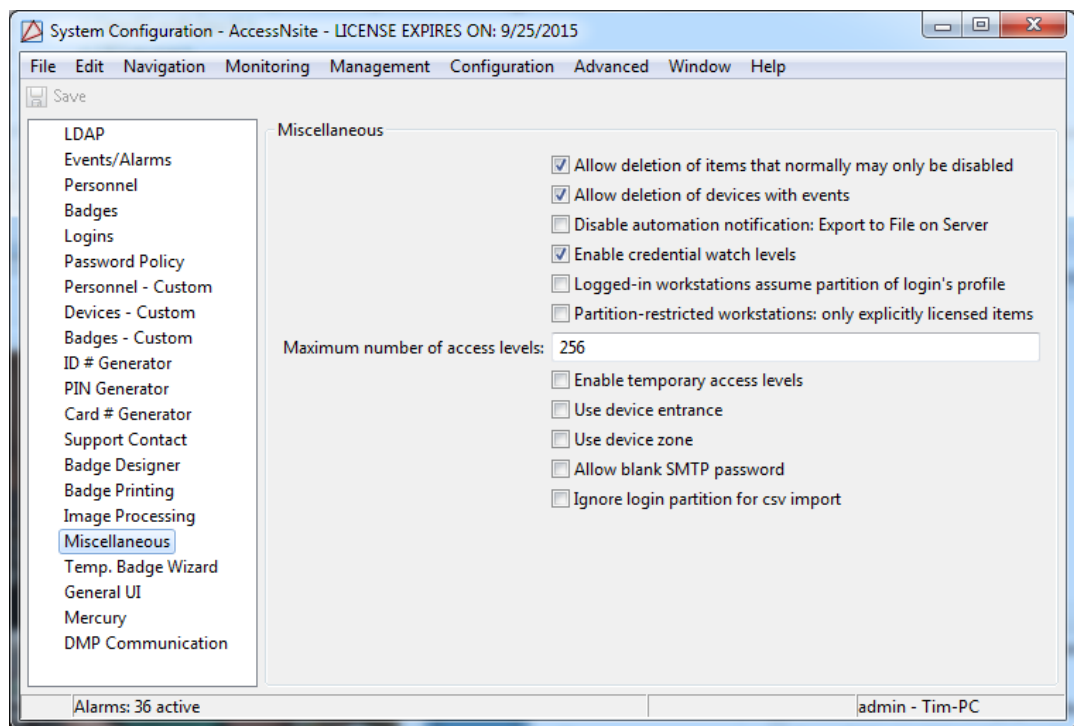 System Configuration - AccessNsite - LICENSE EXPIRES ON: 9/25/2015
File Edit Navigation Monitoring Management Configuration Advanced Window Help
Save
LDAP
Events/Alarms
Personnel
Badges
Logins
Password Policy
Personnel - Custom
Devices - Custom
Badges - Custom
ID # Generator
PIN Generator
Card # Generator
Support Contact
Badge Designer
Badge Printing
Image Processing
Miscellaneous
Temp. Badge Wizard
General UI
Mercury
DMP Communication
Miscellaneous
Allow deletion of items that normally may only be disabled
Allow deletion of devices with events
Disable automation notification: Export to File on Server
Enable credential watch levels
Logged-in workstations assume partition of login's profile
Partition-restricted workstations: only explicitly licensed items
Maximum number of access levels: 256
Enable temporary access levels
Use device entrance
Use device zone
Allow blank SMTP password
Ignore login partition for csv import
Alarms: 36 active
admin - Tim-PC